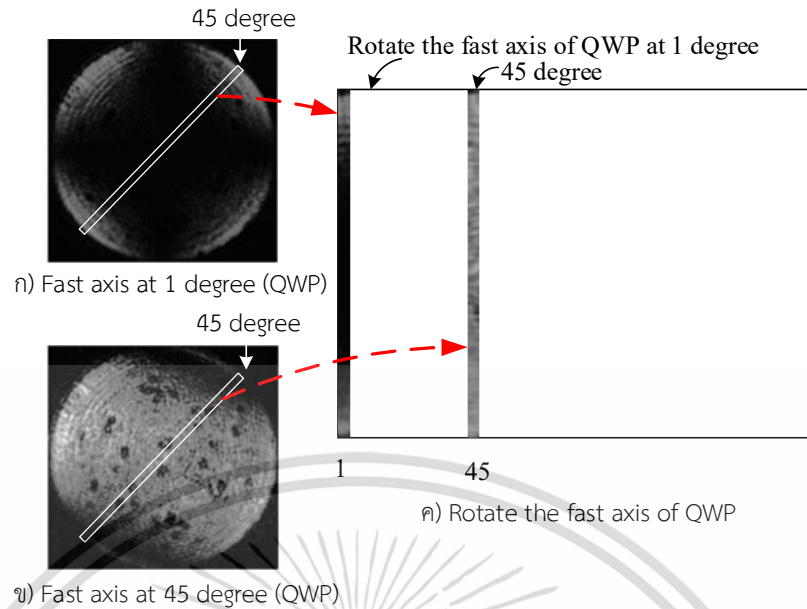 45 degree
ก) Fast axis at 1 degree (QWP)
45 degree
ข) Fast axis at 45 degree (QWP)
Rotate the fast axis of QWP at 1 degree
45 degree
1
45
ค) Rotate the fast axis of QWP